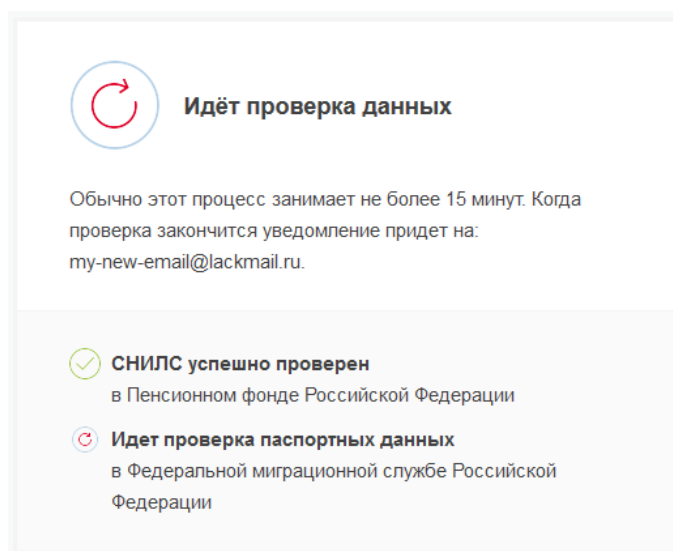 Идёт проверка данных
Обычно этот процесс занимает не более 15 минут. Когда
проверка закончится уведомление придет на:
my-new-email@lackmail.ru.
СНИЛС успешно проверен
в Пенсионном фонде Российской Федерации
Идет проверка паспортных данных
в Федеральной миграционной службе Российской
Федерации